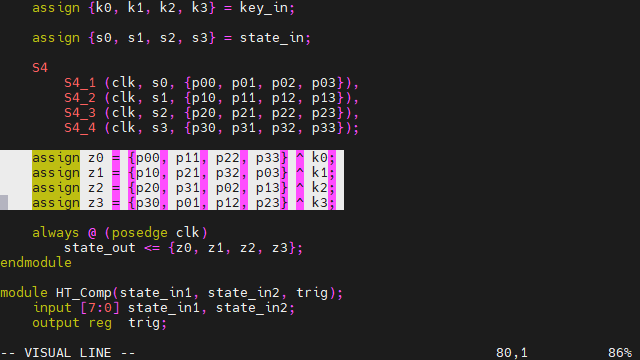 assign {k0, k1, k2, k3} = key_in;
assign {s0, s1, s2, s3} = state_in;
S4
S4_1 (clk, s0, {p00, p01, p02, p03}),
S4_2 (clk, s1, {p10, p11, p12, p13}),
S4_3 (clk, s2, {p20, p21, p22, p23}),
S4_4 (clk, s3, {p30, p31, p32, p33});
assign z0 = {p00, p11, p22, p33} ^ k0;
assign z1 = {p10, p21, p32, p03} ^ k1;
assign z2 = {p20, p31, p02, p13} ^ k2;
assign z3 = {p30, p01, p12, p23} ^ k3;
always @ (posedge clk)
state_out <= {z0, z1, z2, z3};
endmodule
module HT_Comp(state_in1, state_in2, trig);
input [7:0] state_in1, state_in2;
output reg  trig;
-- VISUAL LINE -- 80,1 86%